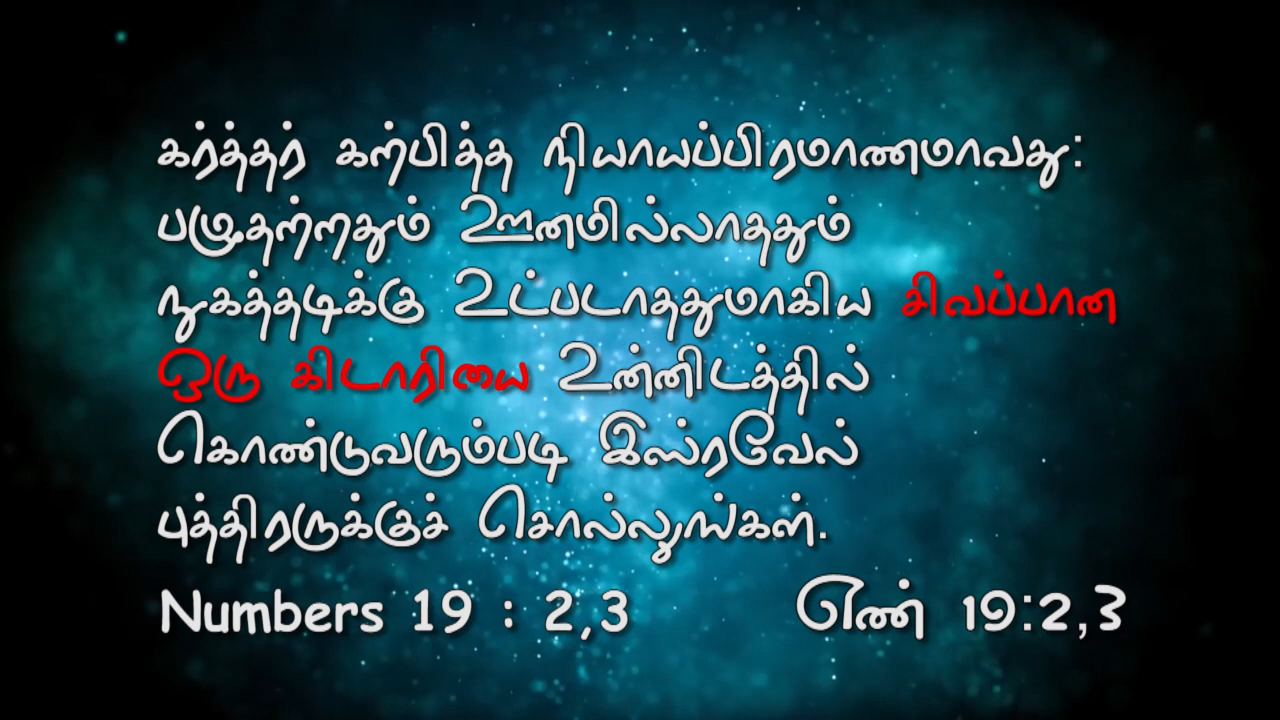 கர்த்தர் கற்பித்த நியாயப்பிரமாணமாவது:
பழுதற்றதும் ஊனமில்லாததும்
நுகத்தடிக்கு உட்படாததுமாகிய சிவப்பான
ஒரு கிடாரியை உன்னிடத்தில்
கொண்டுவரும்படி இஸ்ரவேல்
புத்திரருக்குச் சொல்லுங்கள்.
Numbers 19 : 2,3 எண் 19:2,3